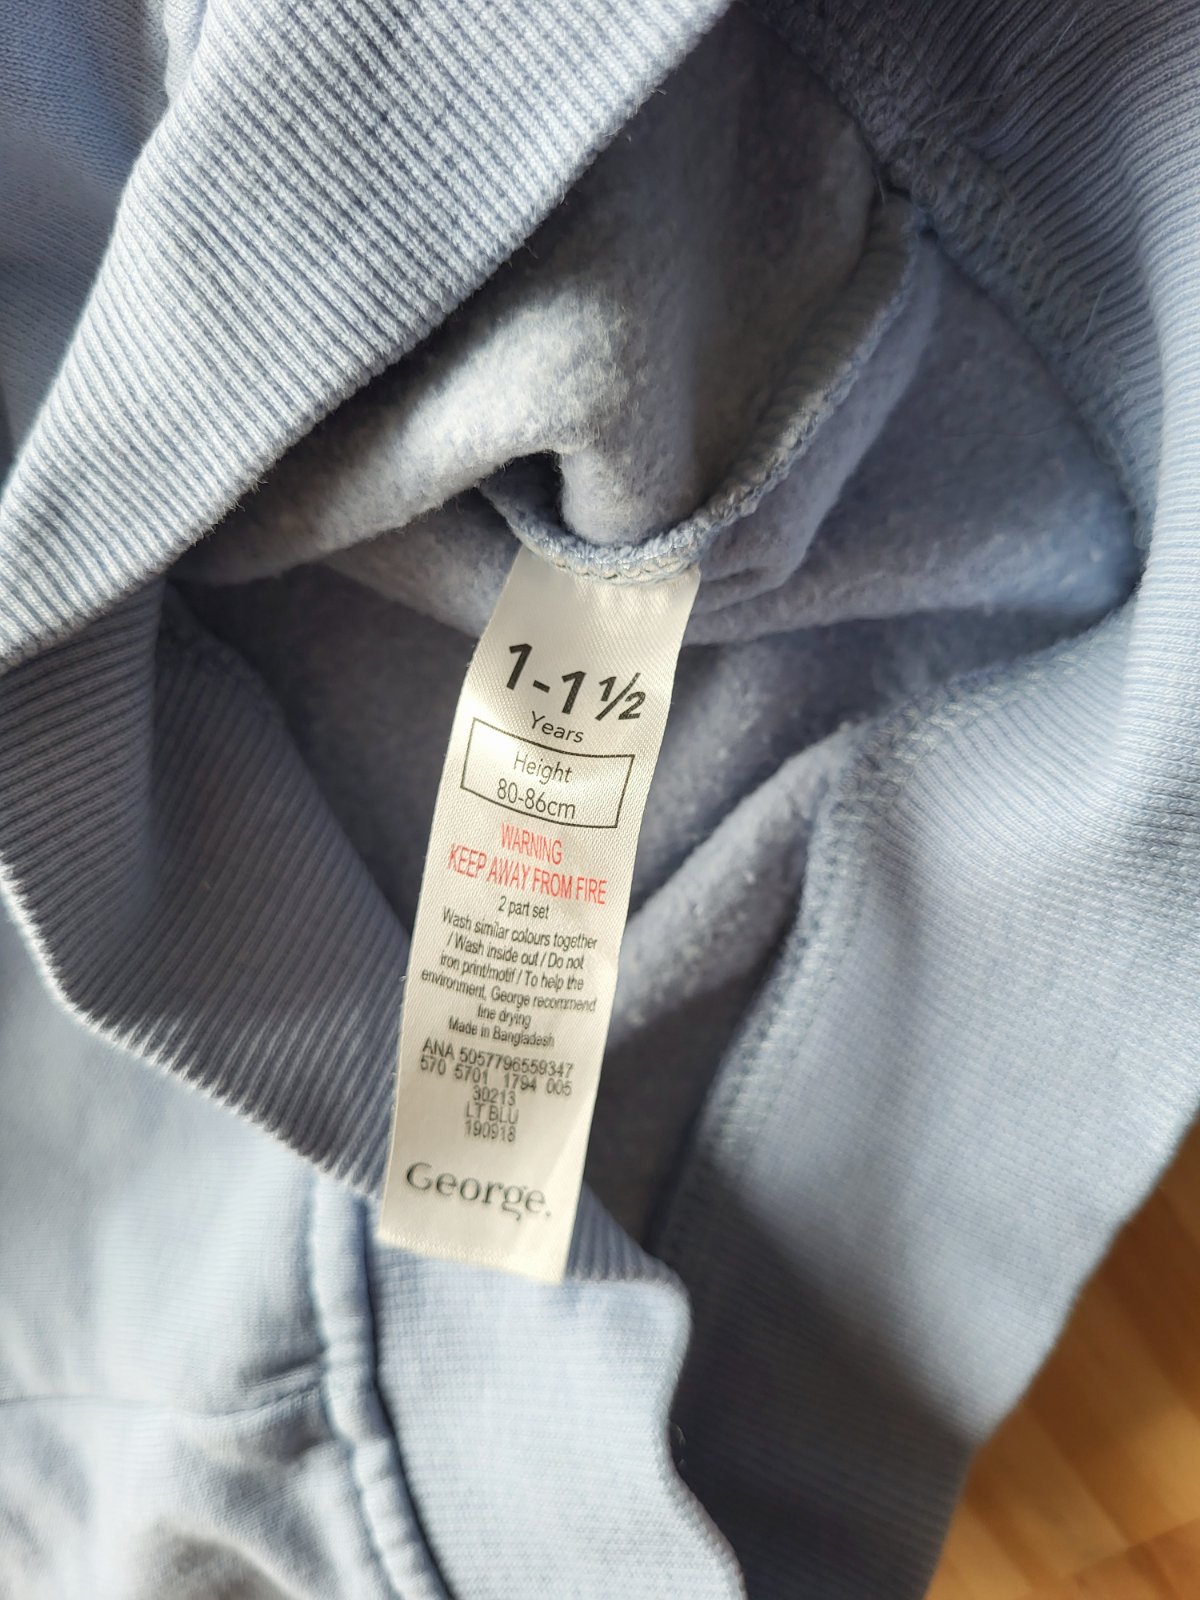 1-1½
Years
Height
80-86cm
WARNING
KEEP AWAY FROM FIRE
2 part set
Wash similar colours together
/ Wash inside out / Do not
iron print/motif / To help the
environment, George recommend
line drying
Made in Bangladesh
ANA 5057796559347
570 5701 1794 005
30213
LT BLU
190918
George.